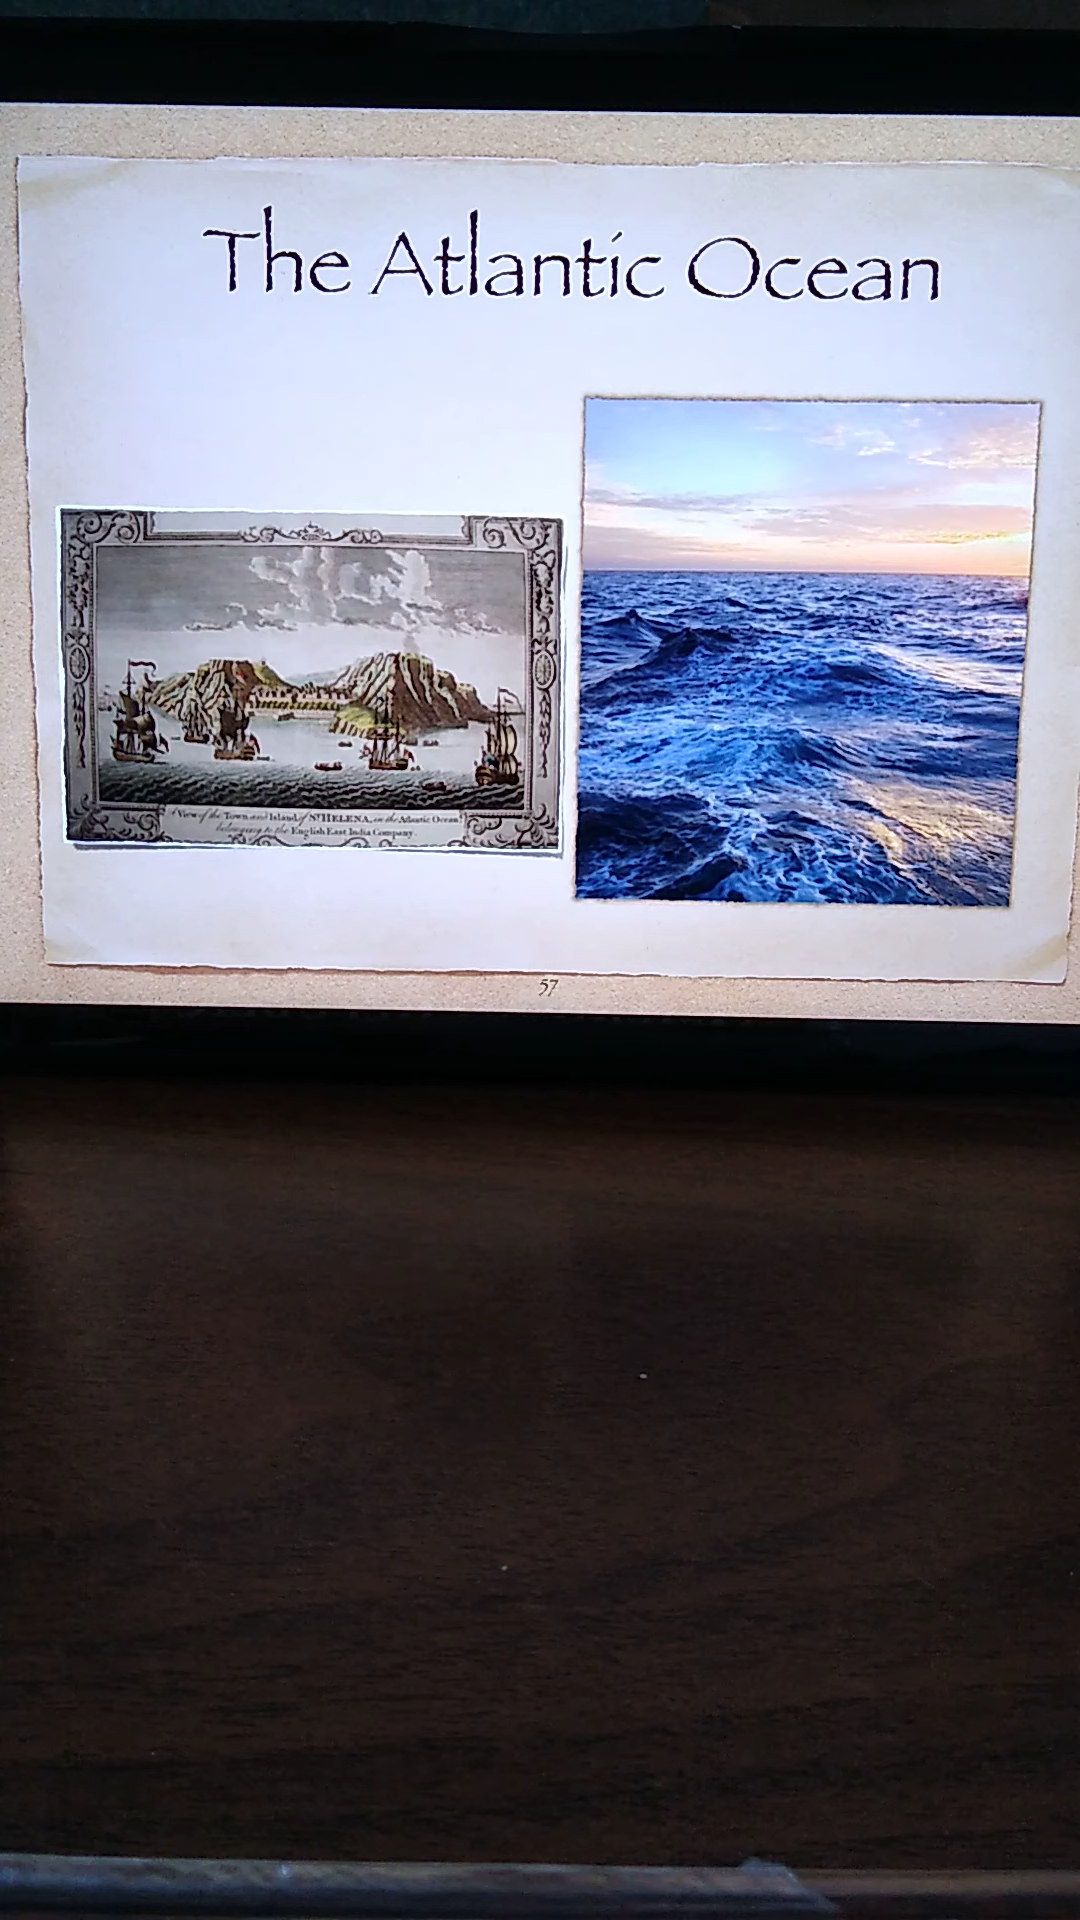 The Atlantic Ocean
A View of the Town and Island of St. HELENA, in the Atlantic Ocean
belonging to the English East India Company.
57